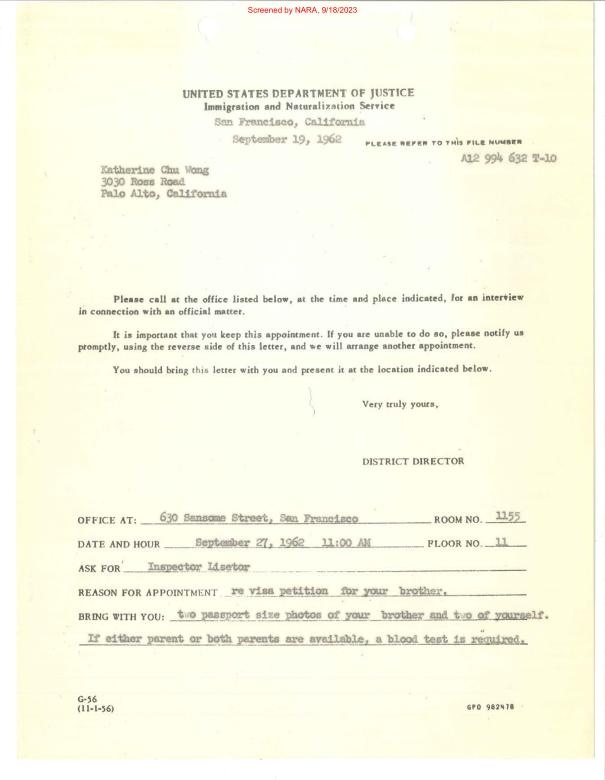 Screened by NARA, 9/18/2023
UNITED STATES DEPARTMENT OF JUSTICE
Immigration and Naturalization Service
San Francisco, California
September 19, 1962
PLEASE REFER TO THIS FILE NUMBER
A12 994 632 T-10
Katherine Chu Wong
3030 Ross Road
Palo Alto, California
Please call at the office listed below, at the time and place indicated, for an interview
in connection with an official matter.
It is important that you keep this appointment. If you are unable to do so, please notify us
promptly, using the reverse side of this letter, and we will arrange another appointment.
You should bring this letter with you and present it at the location indicated below.
Very truly yours,
DISTRICT DIRECTOR
OFFICE AT: 630 Sansome Street, San Francisco ROOM NO. 1155
DATE AND HOUR September 27, 1962 11:00 AM FLOOR NO. 11
ASK FOR Inspector Lisetor
REASON FOR APPOINTMENT re visa petition for your brother.
BRING WITH YOU: two passport size photos of your brother and two of yourself.
If either parent or both parents are available, a blood test is required.
G-56
(11-1-56)
GPO 982478